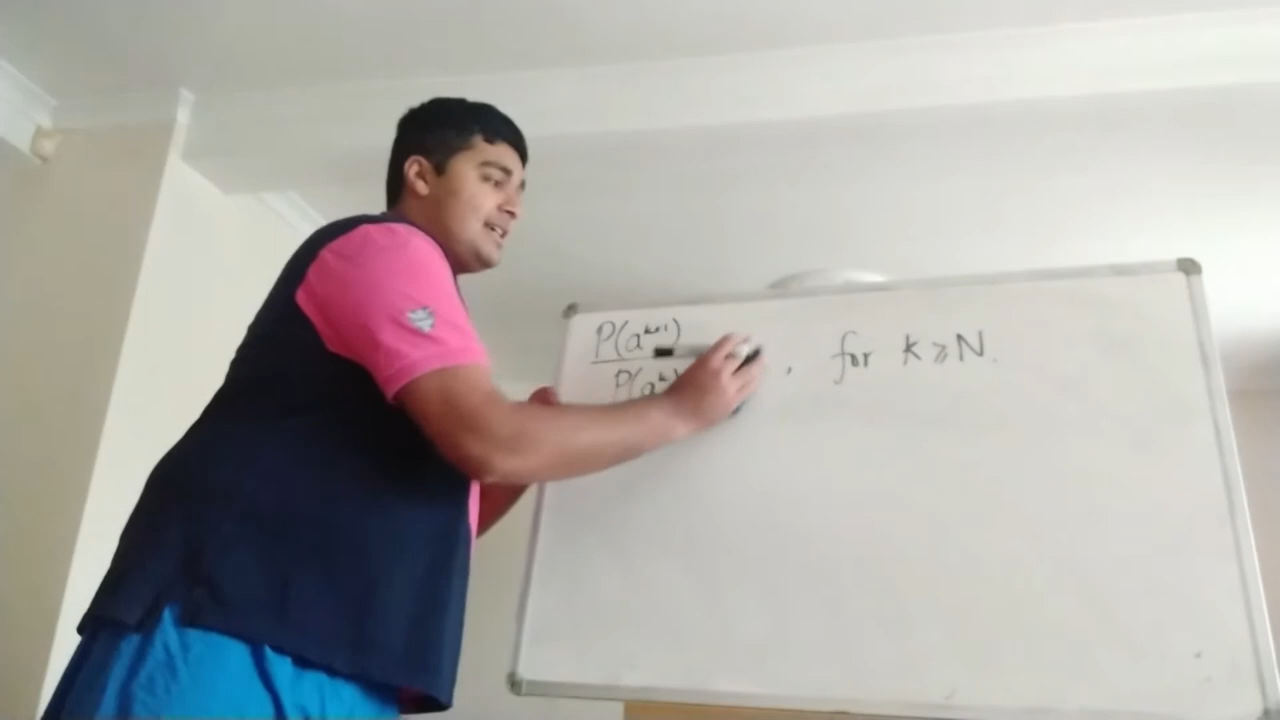 P(a^{k+1})
P(a^k) , for k ≥ N.